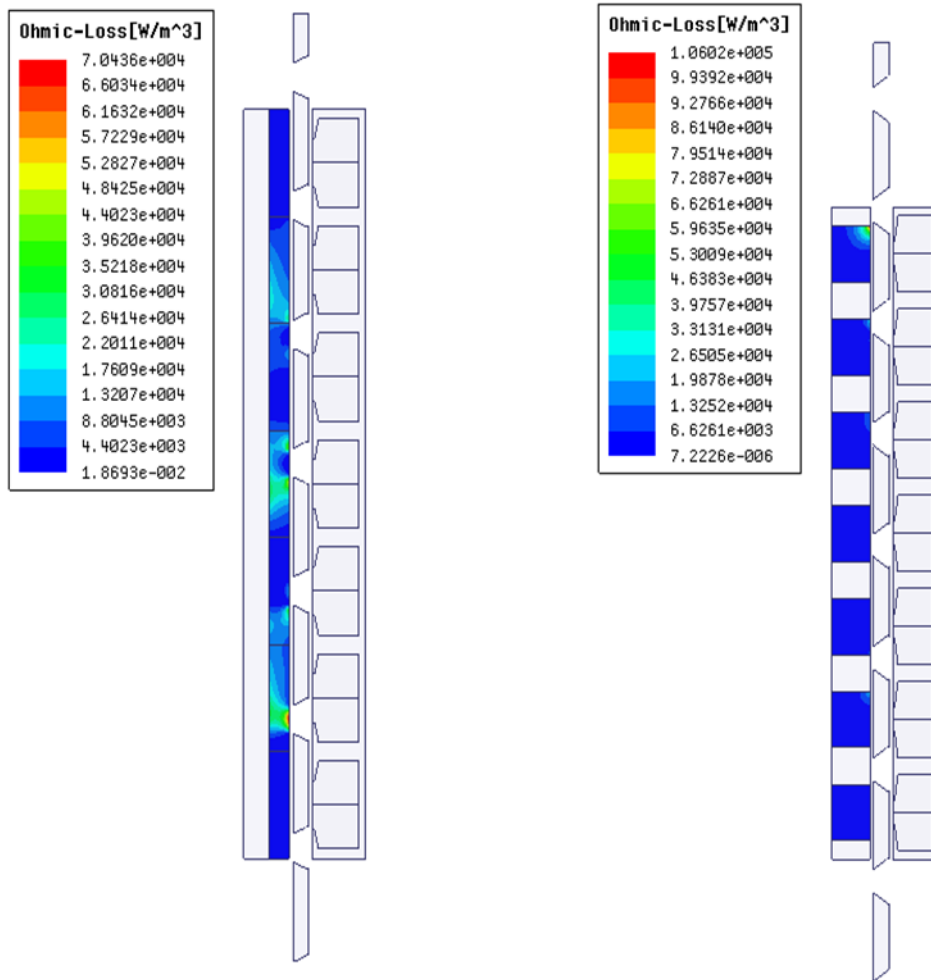 Ohmic-Loss[W/m^3]
7.0436e+004
6.6034e+004
6.1632e+004
5.7229e+004
5.2827e+004
4.8425e+004
4.4023e+004
3.9620e+004
3.5218e+004
3.0816e+004
2.6414e+004
2.2011e+004
1.7609e+004
1.3207e+004
8.8045e+003
4.4023e+003
1.8693e-002
Ohmic-Loss[W/m^3]
1.0602e+005
9.9392e+004
9.2766e+004
8.6140e+004
7.9514e+004
7.2887e+004
6.6261e+004
5.9635e+004
5.3009e+004
4.6383e+004
3.9757e+004
3.3131e+004
2.6505e+004
1.9878e+004
1.3252e+004
6.6261e+003
7.2226e-006